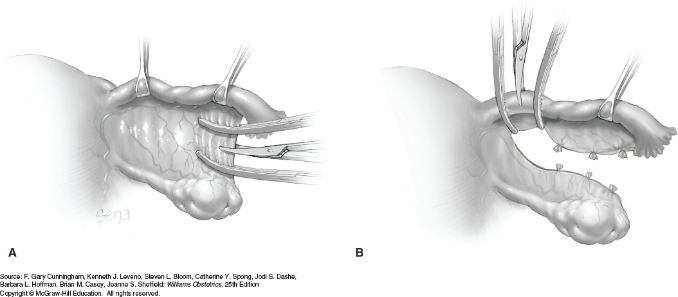 Sena
A
B
Source: F. Gary Cunningham, Kenneth J. Leveno, Steven L. Bloom, Catherine Y. Spong, Jodi S. Dashe,
Barbara L. Hoffman, Brian M. Casey, Jeanne S. Sheffield: Williams Obstetrics, 25th Edition
Copyright © McGraw-Hill Education. All rights reserved.